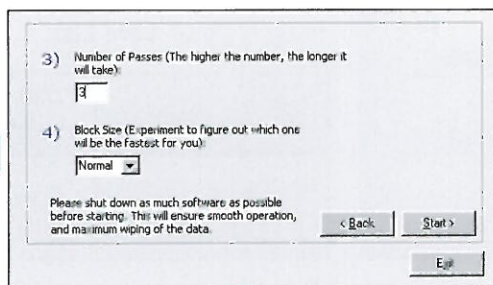 3) Number of Passes (The higher the number, the longer it
will take):
3
4) Block Size (Experiment to figure out which one
will be the fastest for you):
Normal
Please shut down as much software as possible
before starting. This will ensure smooth operation,
and maximum wiping of the data.
< Back
Start >
Exit